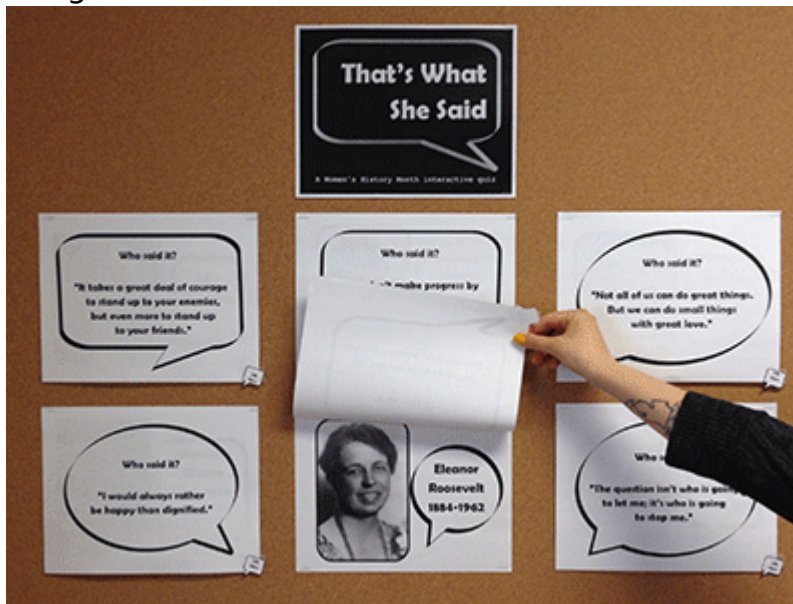 That's What
She Said
A Women's History Month interactive quiz
Who said it?
"It takes a great deal of courage
to stand up to your enemies,
but even more to stand up
to your friends."
Who said it?
make progress by
Who said it?
"Not all of us can do great things.
But we can do small things
with great love."
Who said it?
"I would always rather
be happy than dignified."
Eleanor
Roosevelt
1884-1962
Who
"The question isn't who is going
to let me; it's who is going
to stop me."